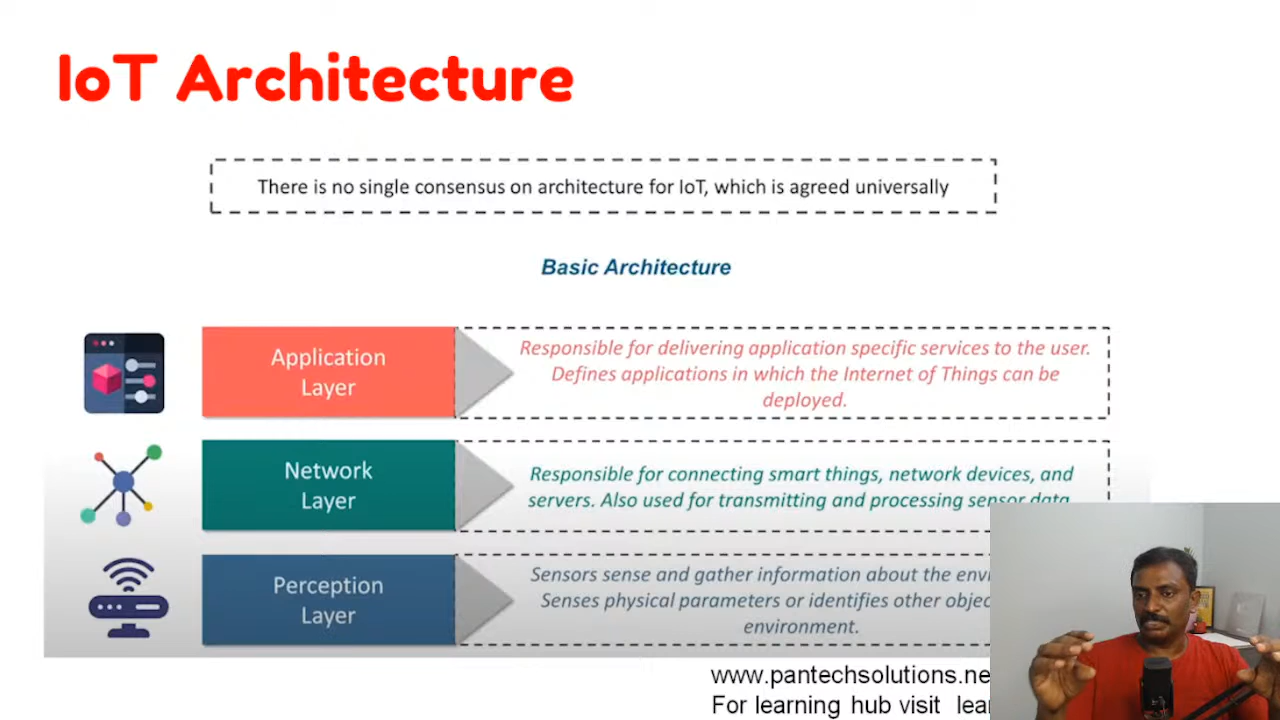 IoT Architecture
There is no single consensus on architecture for IoT, which is agreed universally
Basic Architecture
Application
Layer
Responsible for delivering application specific services to the user.
Defines applications in which the Internet of Things can be
deployed.
Network
Layer
Responsible for connecting smart things, network devices, and
servers. Also used for transmitting and processing sensor data.
Perception
Layer
Sensors sense and gather information about the
Senses physical parameters or identifies other
environment.
www.pantechsolutions.ne
For learning hub visit